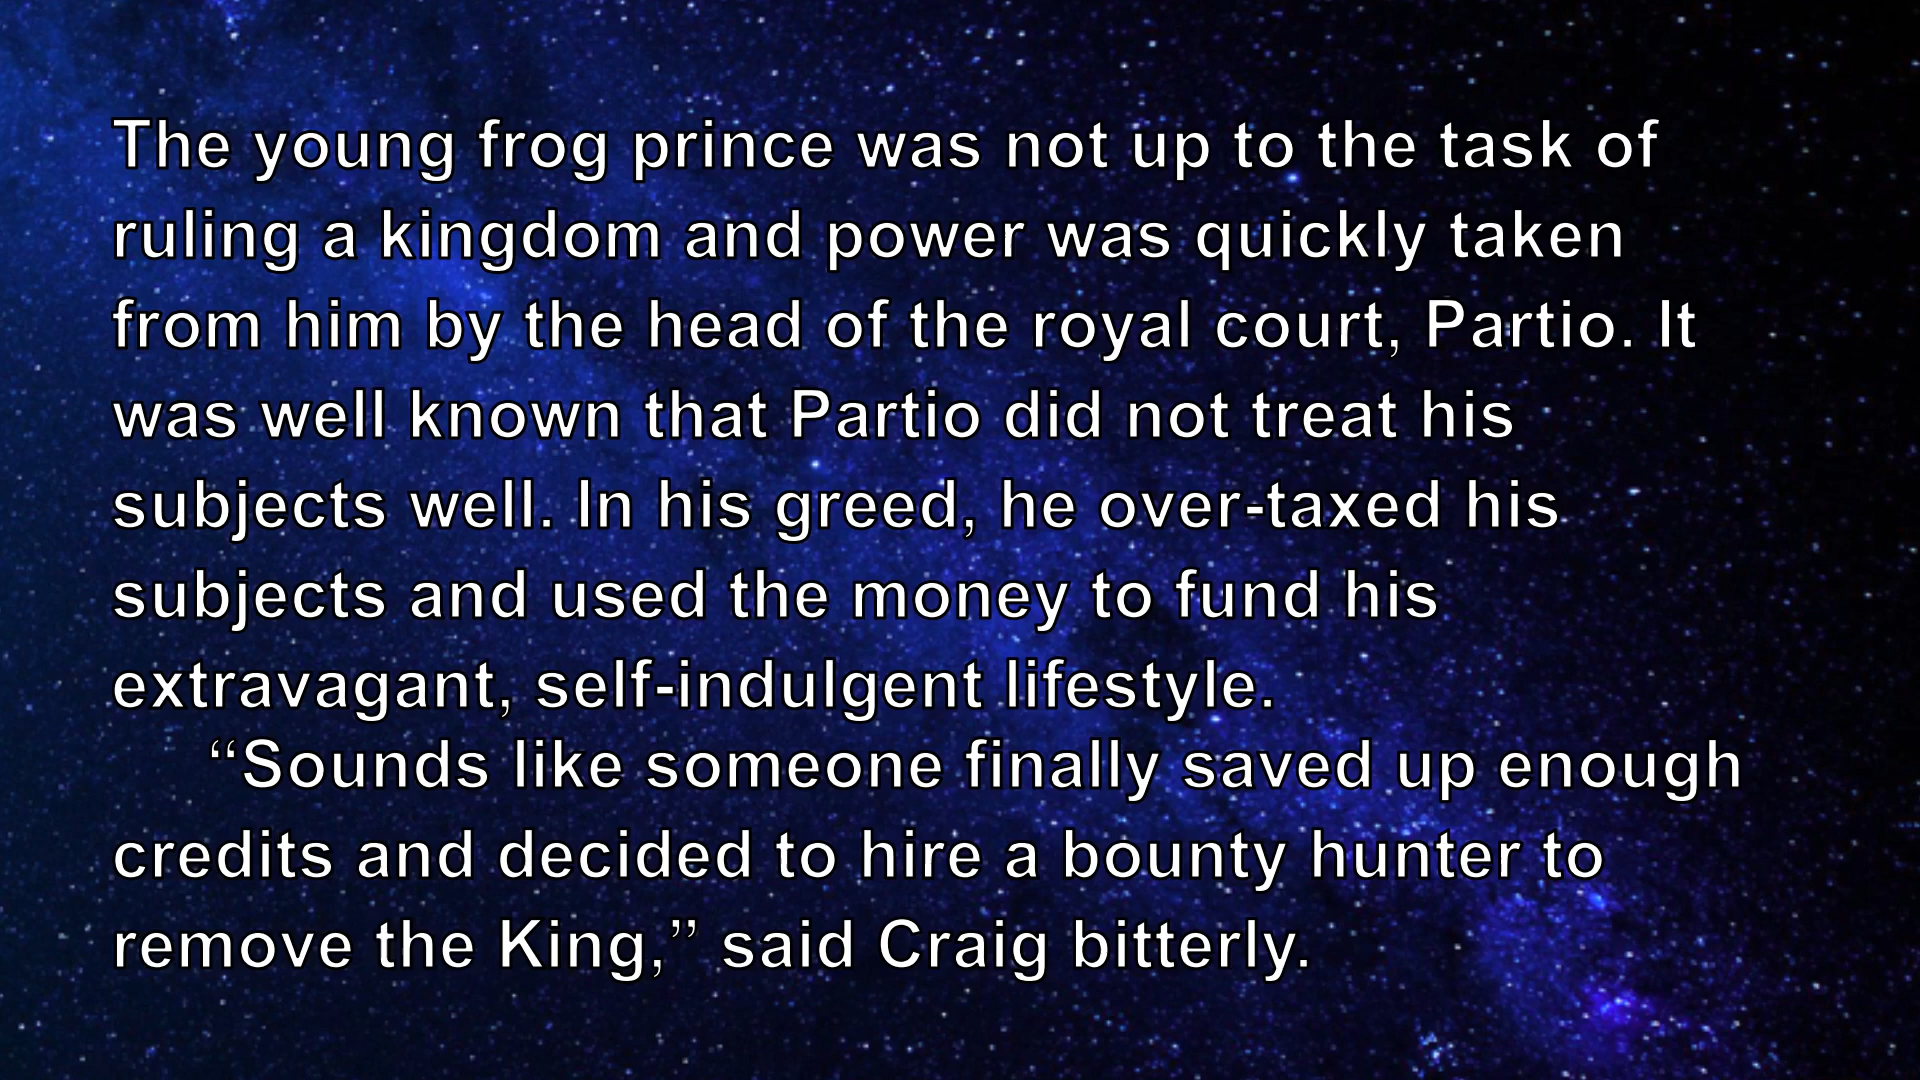 The young frog prince was not up to the task of
ruling a kingdom and power was quickly taken
from him by the head of the royal court, Partio. It
was well known that Partio did not treat his
subjects well. In his greed, he over-taxed his
subjects and used the money to fund his
extravagant, self-indulgent lifestyle.
“Sounds like someone finally saved up enough
credits and decided to hire a bounty hunter to
remove the King,” said Craig bitterly.